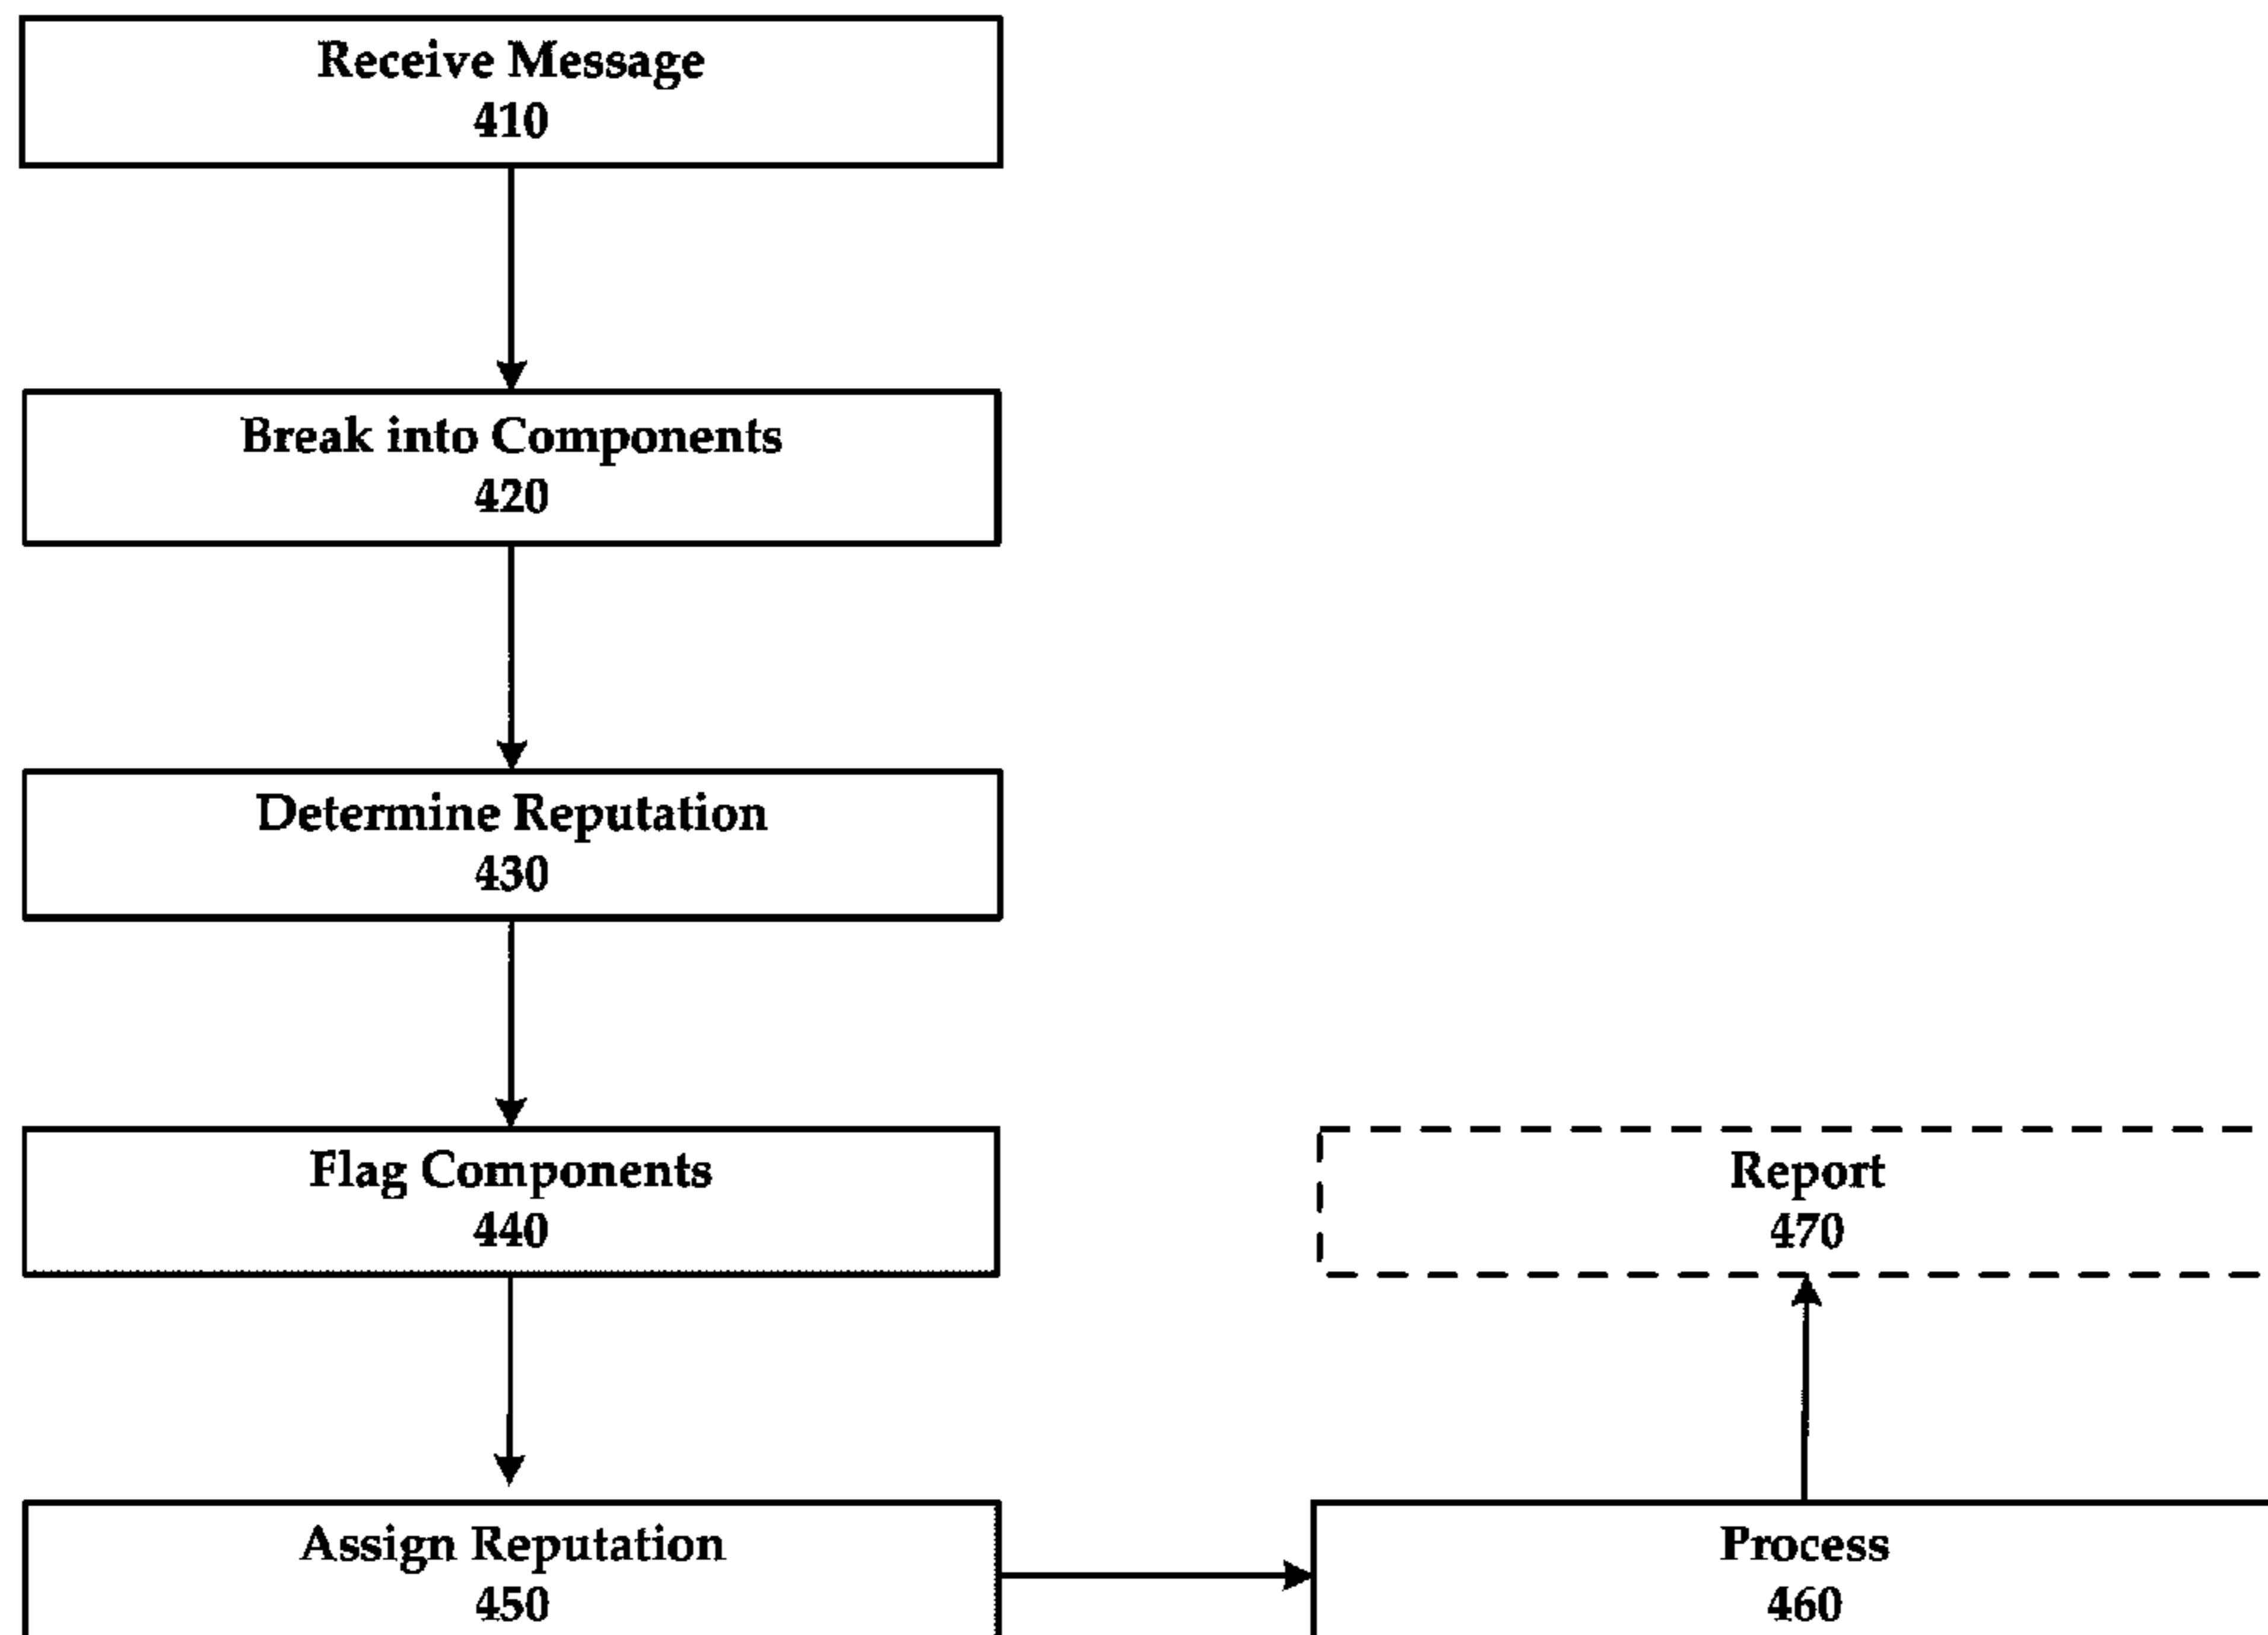 Receive Message
410
Break into Components
420
Determine Reputation
430
Flag Components
440
Assign Reputation
450
Process
460
Report
470